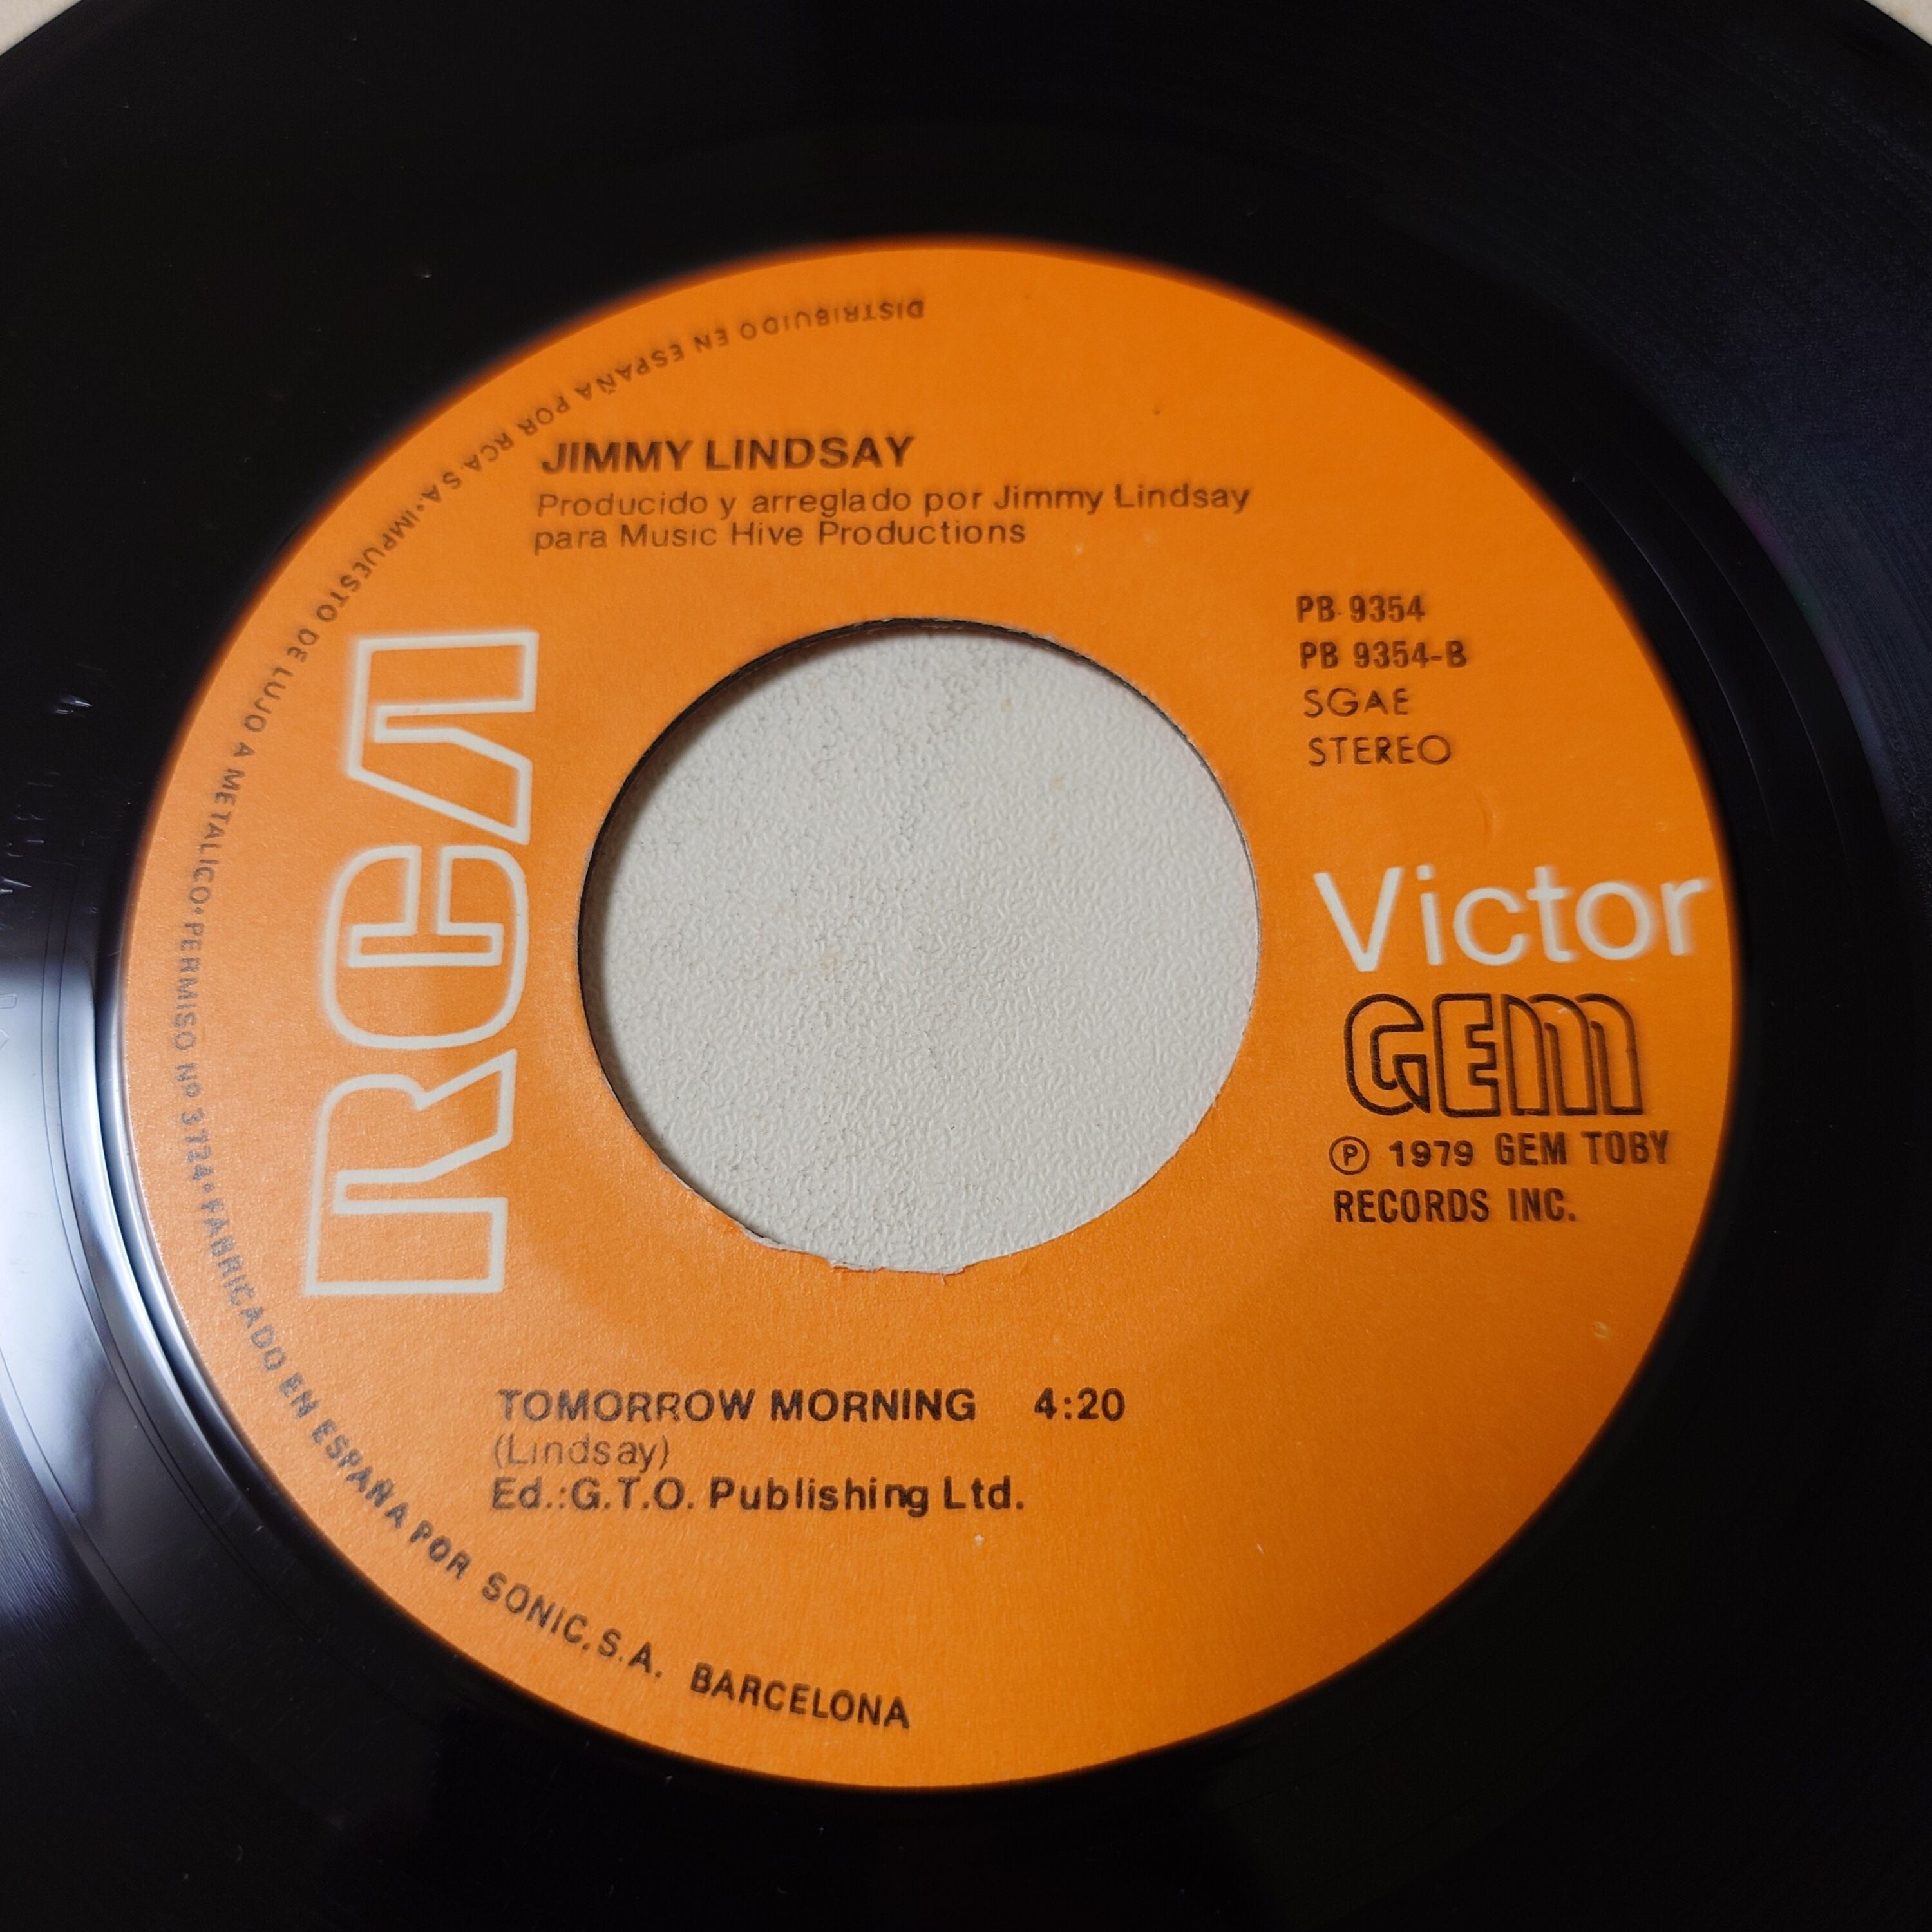 JIMMY LINDSAY
Producido y arreglado por Jimmy Lindsay
para Music Hive Productions
PB 9354
PB 9354-B
SGAE
STEREO
RCA
Victor
GEM
Ⓟ 1979 GEM TOBY
RECORDS INC.
TOMORROW MORNING 4:20
(Lindsay)
Ed.:G.T.O. Publishing Ltd.
DISTRIBUIDO EN ESPAÑA POR RCA S.A.•IMPUESTO DE LUJO A METALICO•PERMISO Nº 3724•FABRICADO EN ESPAÑA POR SONIC, S.A. BARCELONA